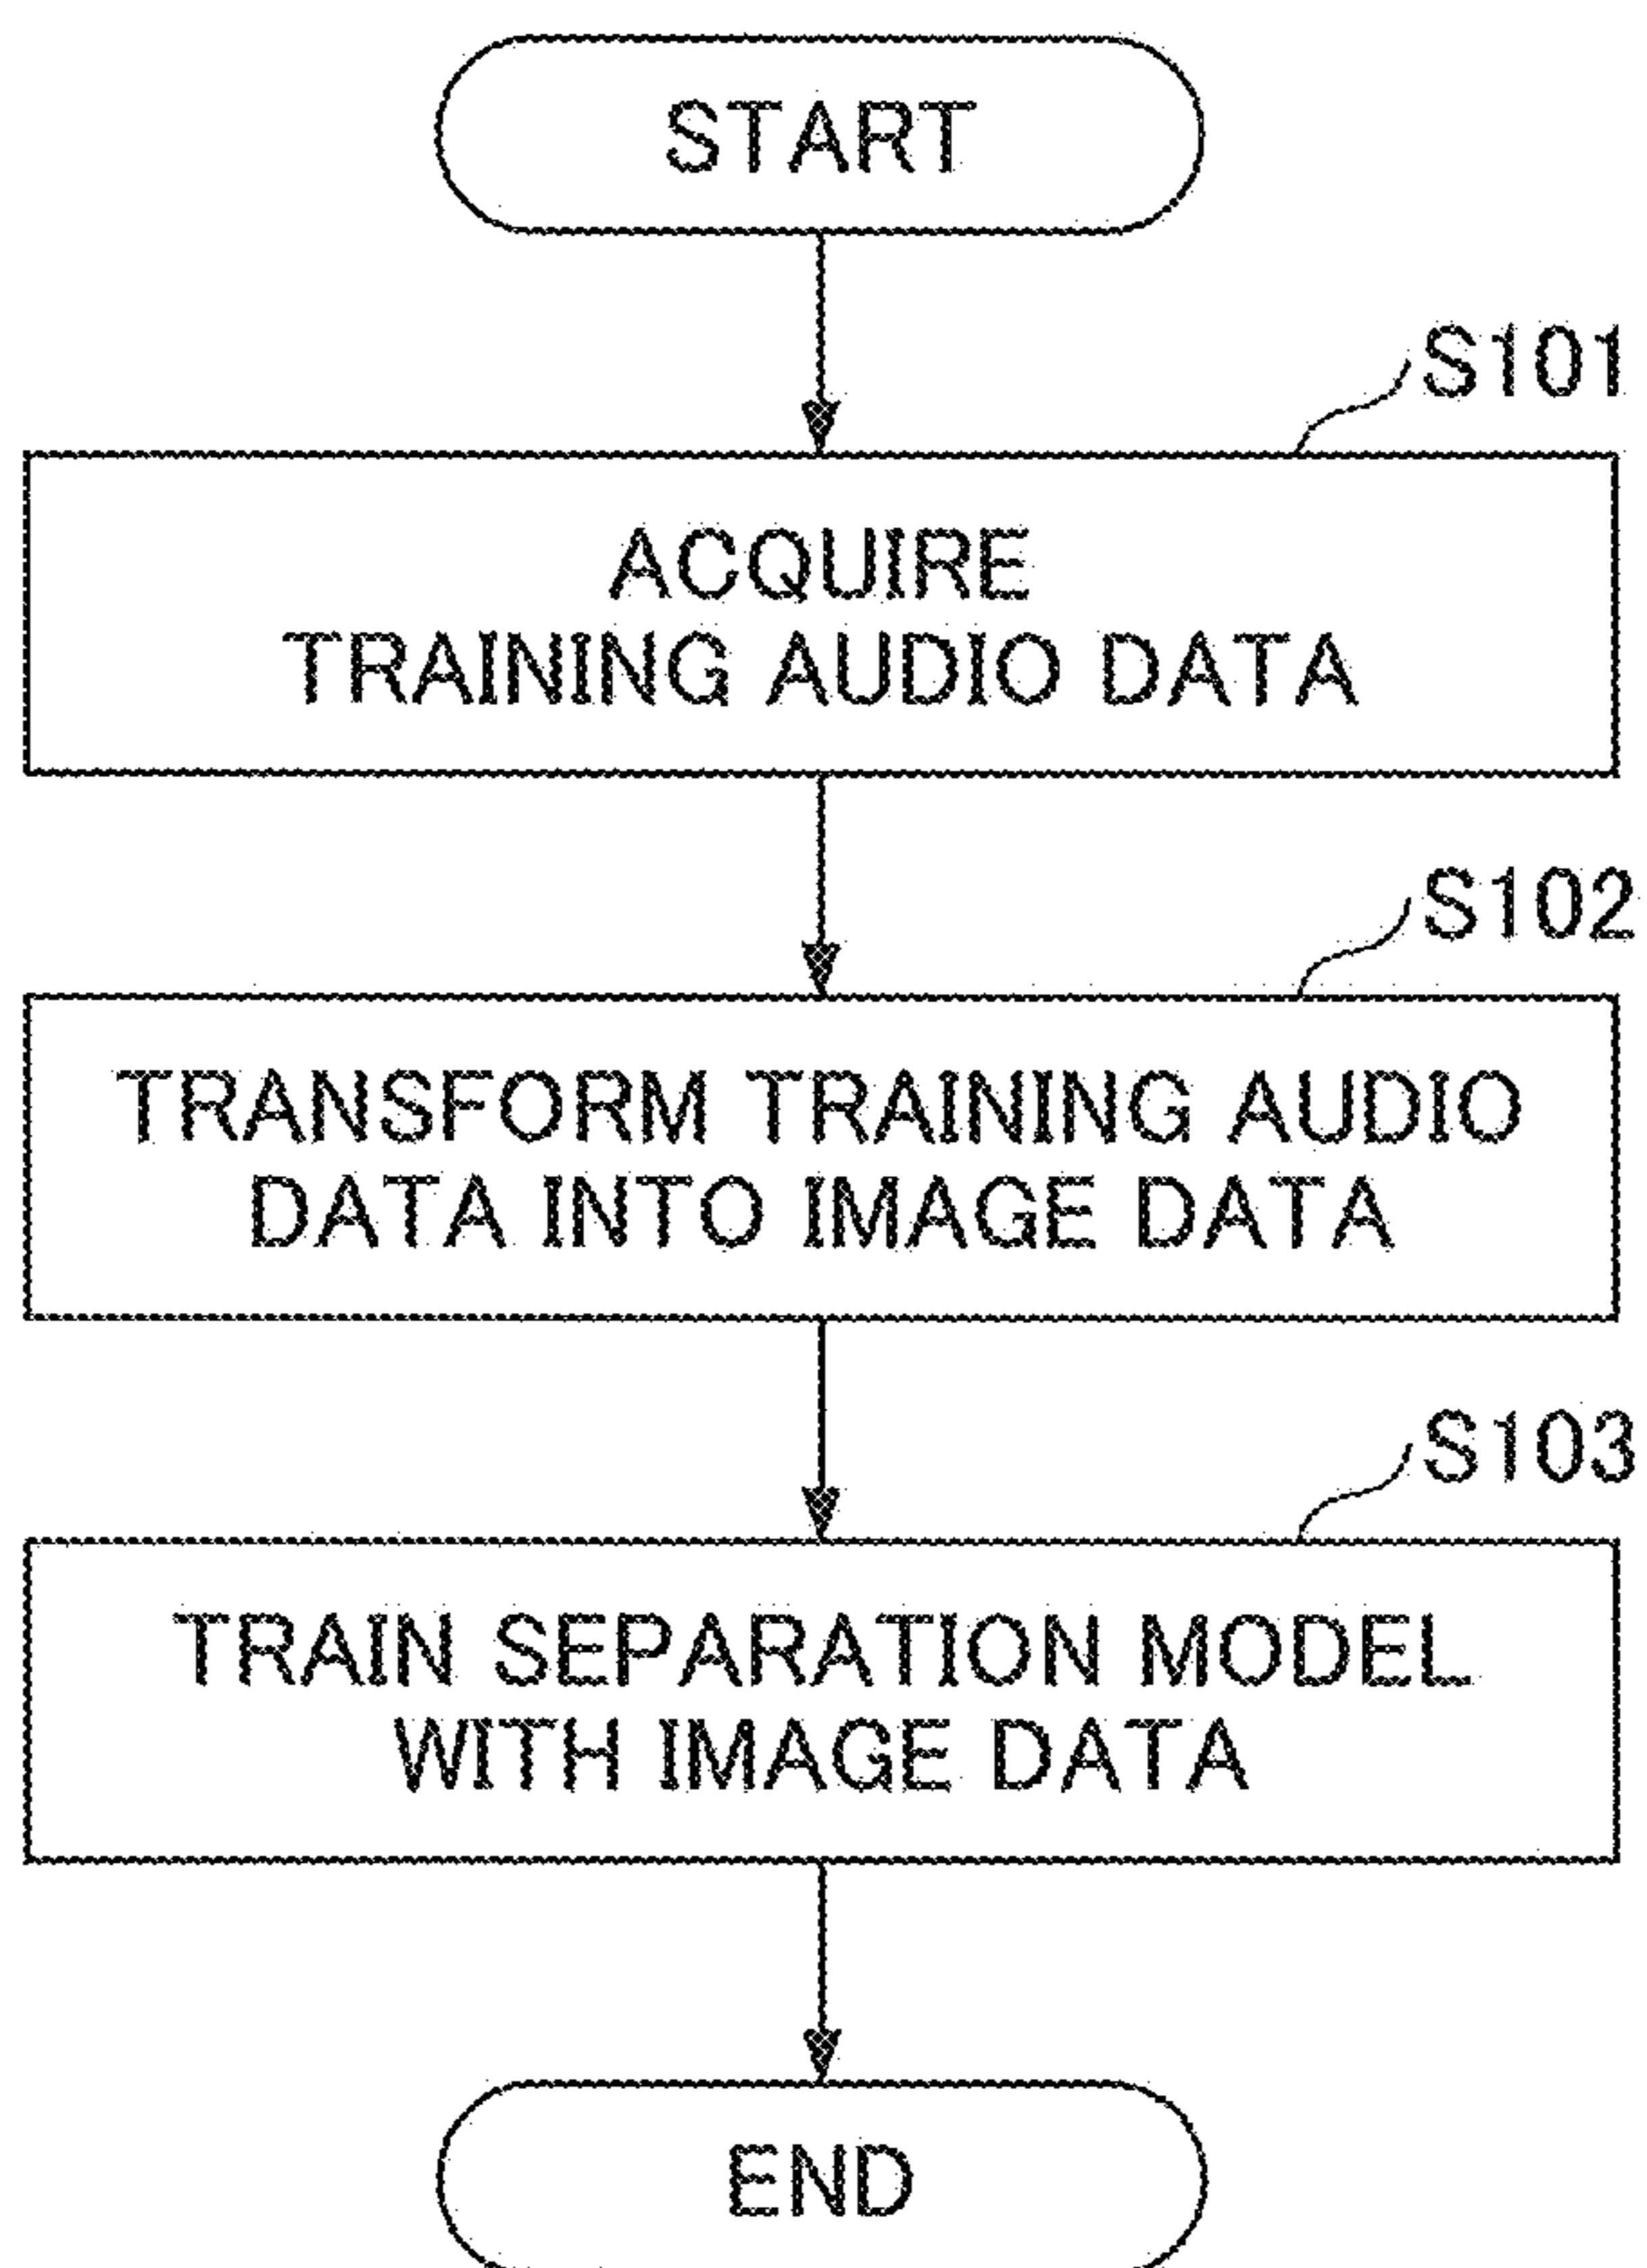 START
S101
ACQUIRE
TRAINING AUDIO DATA
S102
TRANSFORM TRAINING AUDIO
DATA INTO IMAGE DATA
S103
TRAIN SEPARATION MODEL
WITH IMAGE DATA
END